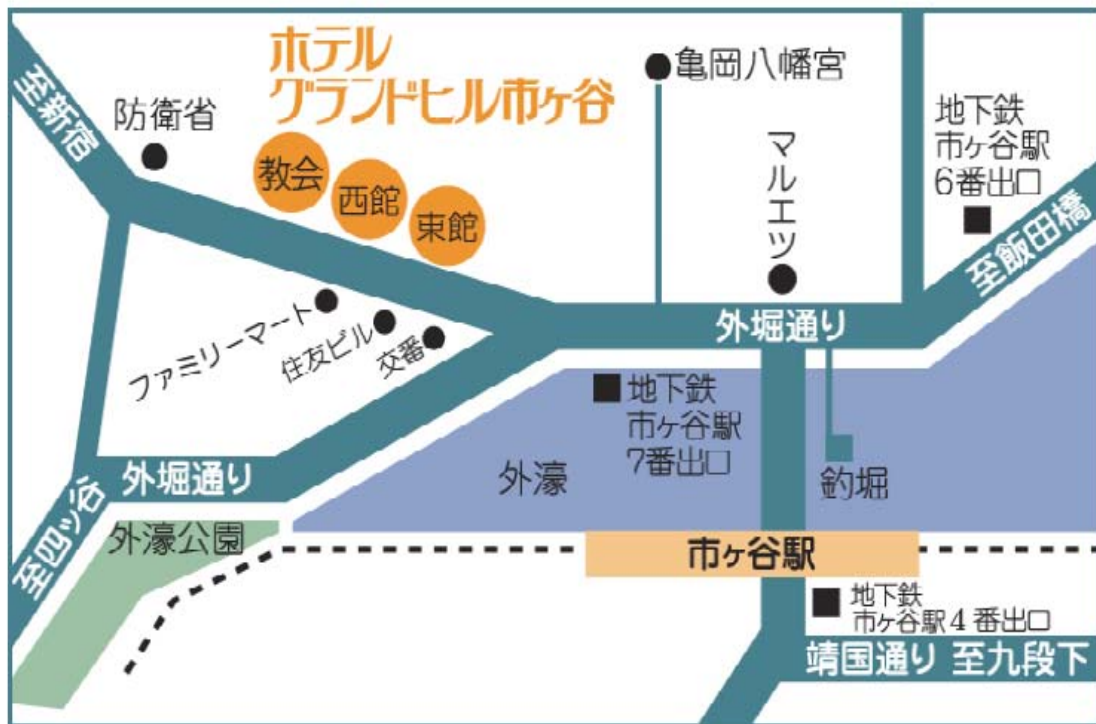 ホテル
グランドヒル市ヶ谷
亀岡八幡宮
至新宿
防衛省
教会
西館
東館
マルエツ
地下鉄
市ヶ谷駅
6番出口
至飯田橋
ファミリーマート
住友ビル
交番
外堀通り
地下鉄
市ヶ谷駅
7番出口
外堀通り
外濠
釣堀
至四ッ谷
外濠公園
市ヶ谷駅
地下鉄
市ヶ谷駅4番出口
靖国通り 至九段下